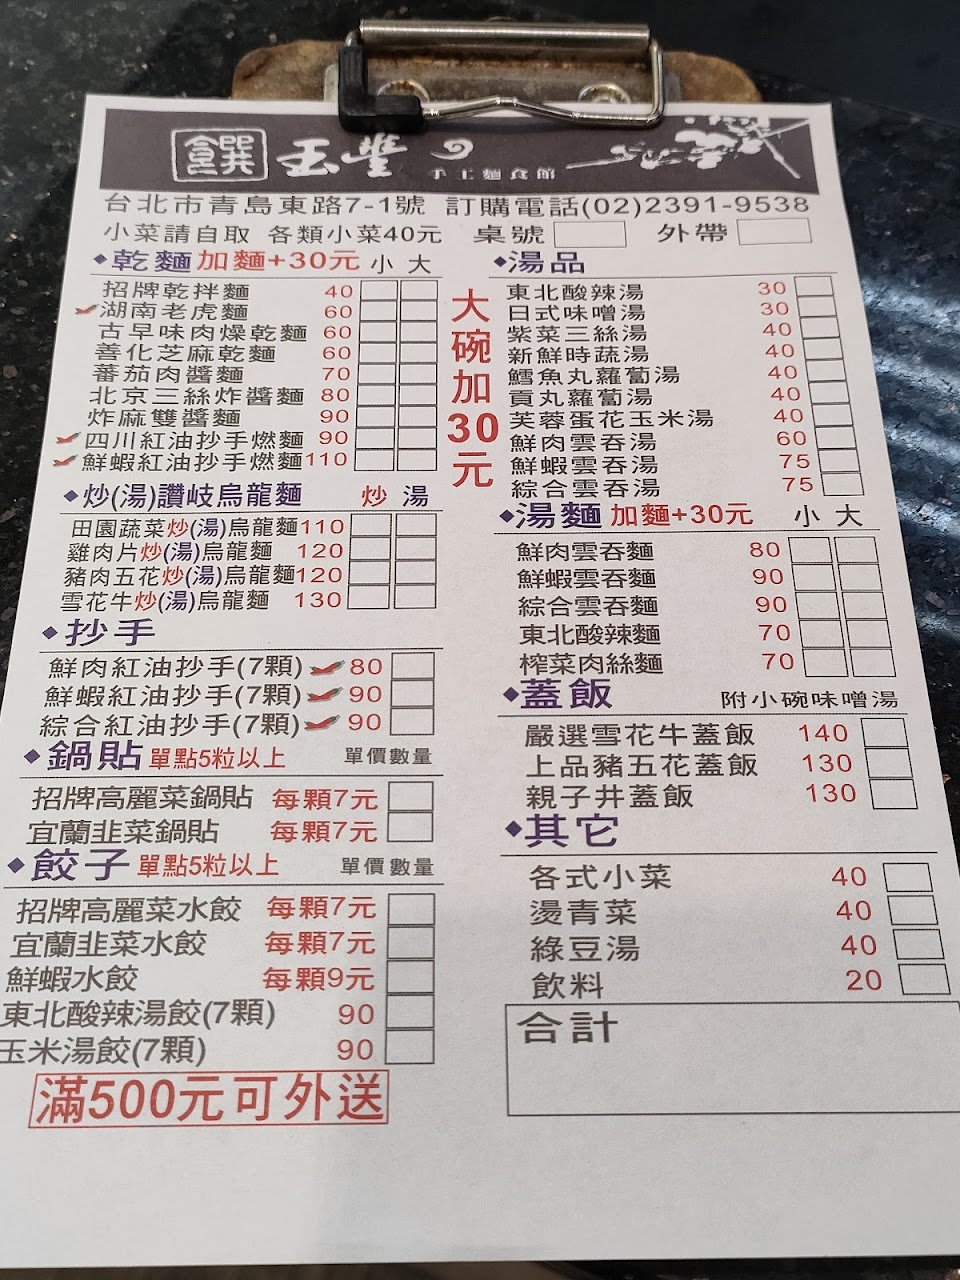 饌 玉豐 手工麵食館
台北市青島東路7-1號 訂購電話(02)2391-9538
小菜請自取 各類小菜40元 桌號 外帶
◆乾麵 加麵+30元 小 大
招牌乾拌麵 40
湖南老虎麵 60
古早味肉燥乾麵 60
善化芝麻乾麵 60
蕃茄肉醬麵 70
北京三絲炸醬麵 80
炸麻雙醬麵 90
四川紅油抄手燃麵 90
鮮蝦紅油抄手燃麵 110
大碗加30元
◆炒(湯)讚岐烏龍麵 炒 湯
田園蔬菜炒(湯)烏龍麵 110
雞肉片炒(湯)烏龍麵 120
豬肉五花炒(湯)烏龍麵 120
雪花牛炒(湯)烏龍麵 130
◆抄手
鮮肉紅油抄手(7顆) 80
鮮蝦紅油抄手(7顆) 90
綜合紅油抄手(7顆) 90
◆鍋貼 單點5粒以上 單價數量
招牌高麗菜鍋貼 每顆7元
宜蘭韭菜鍋貼 每顆7元
◆餃子 單點5粒以上 單價數量
招牌高麗菜水餃 每顆7元
宜蘭韭菜水餃 每顆7元
鮮蝦水餃 每顆9元
東北酸辣湯餃(7顆) 90
玉米湯餃(7顆) 90
滿500元可外送
◆湯品
東北酸辣湯 30
日式味噌湯 30
紫菜三絲湯 40
新鮮時蔬湯 40
鱈魚丸蘿蔔湯 40
貢丸蘿蔔湯 40
芙蓉蛋花玉米湯 40
鮮肉雲吞湯 60
鮮蝦雲吞湯 75
綜合雲吞湯 75
◆湯麵 加麵+30元 小 大
鮮肉雲吞麵 80
鮮蝦雲吞麵 90
綜合雲吞麵 90
東北酸辣麵 70
榨菜肉絲麵 70
◆蓋飯 附小碗味噌湯
嚴選雪花牛蓋飯 140
上品豬五花蓋飯 130
親子丼蓋飯 130
◆其它
各式小菜 40
燙青菜 40
綠豆湯 40
飲料 20
合計